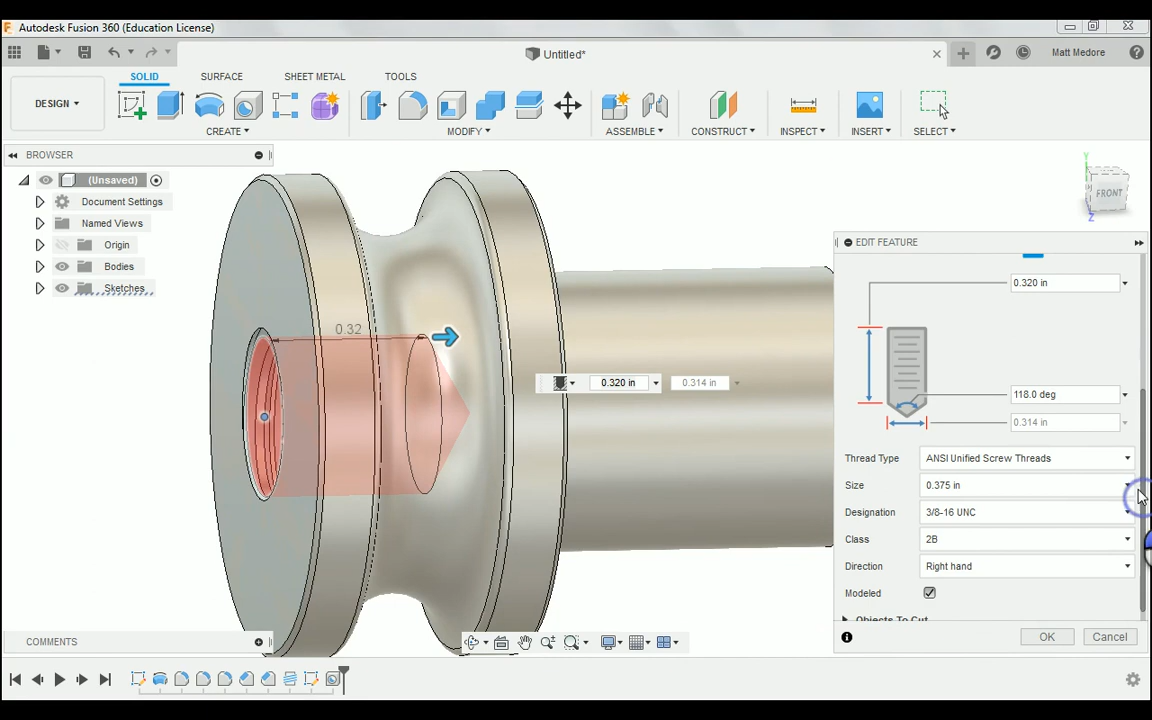 Autodesk Fusion 360 (Education License)
Untitled*
Matt Medore
SOLID SURFACE SHEET METAL TOOLS
DESIGN
CREATE MODIFY ASSEMBLE CONSTRUCT INSPECT INSERT SELECT
BROWSER
(Unsaved)
Document Settings
Named Views
Origin
Bodies
Sketches
Y
FRONT
Z
EDIT FEATURE
0.320 in
0.32
0.320 in 0.314 in
118.0 deg
0.314 in
Thread Type ANSI Unified Screw Threads
Size 0.375 in
Designation 3/8-16 UNC
Class 2B
Direction Right hand
Modeled
Objects To Cut
OK Cancel
COMMENTS